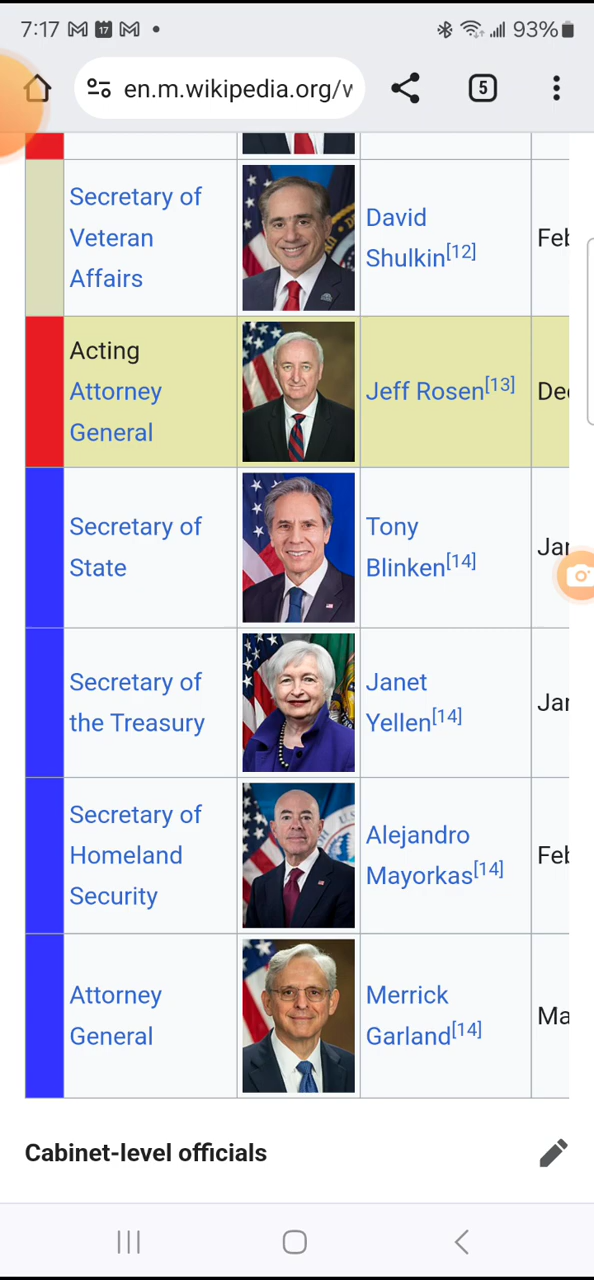 7:17 93%
en.m.wikipedia.org/w
5
Secretary of
Veteran
Affairs
David
Shulkin[12]
Feb
Acting
Attorney
General
Jeff Rosen[13]
Dec
Secretary of
State
Tony
Blinken[14]
Jan
Secretary of
the Treasury
Janet
Yellen[14]
Jan
Secretary of
Homeland
Security
Alejandro
Mayorkas[14]
Feb
Attorney
General
Merrick
Garland[14]
Ma
Cabinet-level officials